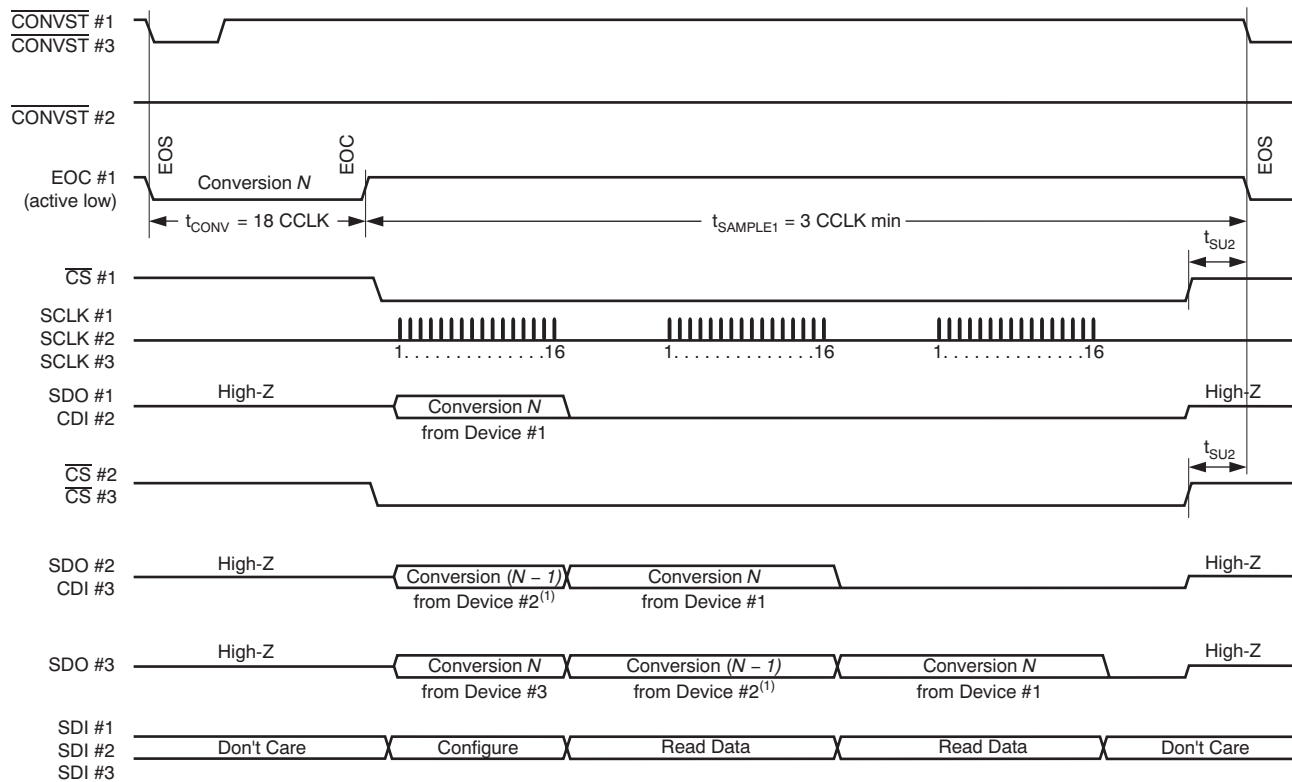 CONVST #1
CONVST #3
CONVST #2
EOS
EOC
EOS
EOC #1
(active low)
Conversion N
tCONV = 18 CCLK
tSAMPLE1 = 3 CCLK min
tSU2
CS #1
SCLK #1
SCLK #2
SCLK #3
1. . . . . . . . . . . . . . .16
1. . . . . . . . . . . . . . .16
1. . . . . . . . . . . . . . .16
SDO #1
CDI #2
High-Z
Conversion N
from Device #1
High-Z
tSU2
CS #2
CS #3
SDO #2
CDI #3
High-Z
Conversion (N − 1)
from Device #2(1)
Conversion N
from Device #1
High-Z
SDO #3
High-Z
Conversion N
from Device #3
Conversion (N − 1)
from Device #2(1)
Conversion N
from Device #1
High-Z
SDI #1
SDI #2
SDI #3
Don't Care
Configure
Read Data
Read Data
Don't Care